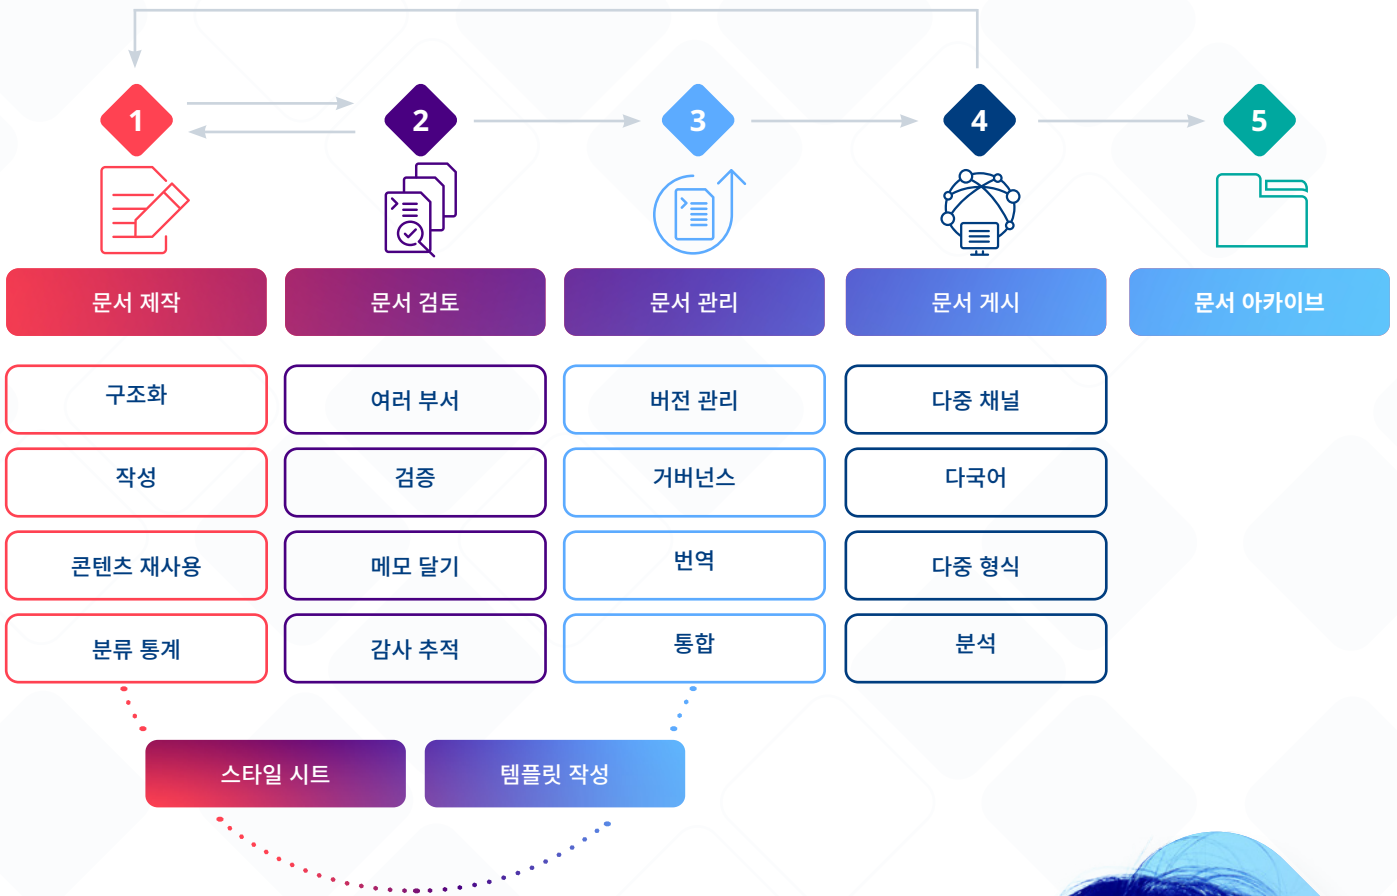 1
2
3
4
5
문서 제작
문서 검토
문서 관리
문서 게시
문서 아카이브
구조화
여러 부서
버전 관리
다중 채널
작성
검증
거버넌스
다국어
콘텐츠 재사용
메모 달기
번역
다중 형식
분류 통계
감사 추적
통합
분석
스타일 시트
템플릿 작성